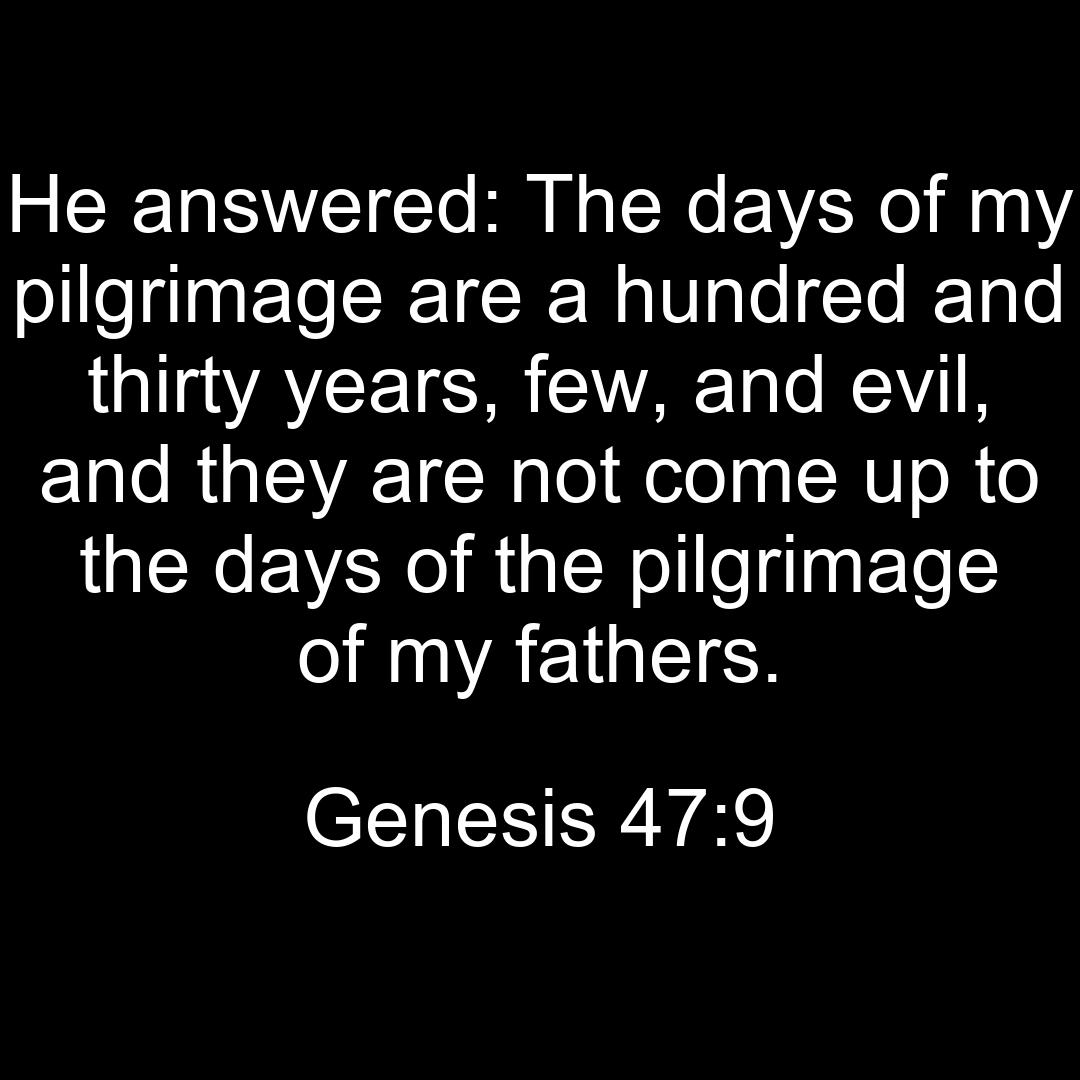 He answered: The days of my
pilgrimage are a hundred and
thirty years, few, and evil,
and they are not come up to
the days of the pilgrimage
of my fathers.
Genesis 47:9